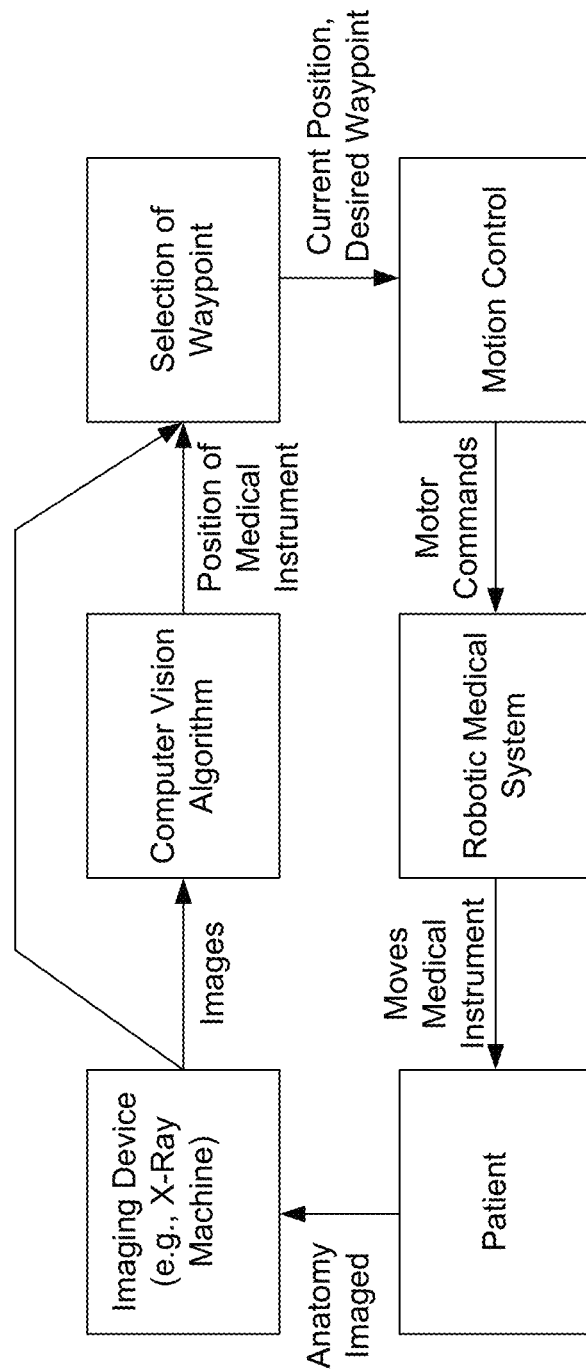 Imaging Device
(e.g., X-Ray
Machine)
Images
Computer Vision
Algorithm
Position of
Medical
Instrument
Selection of
Waypoint
Current Position,
Desired Waypoint
Motion Control
Motor
Commands
Robotic Medical
System
Moves
Medical
Instrument
Patient
Anatomy
Imaged